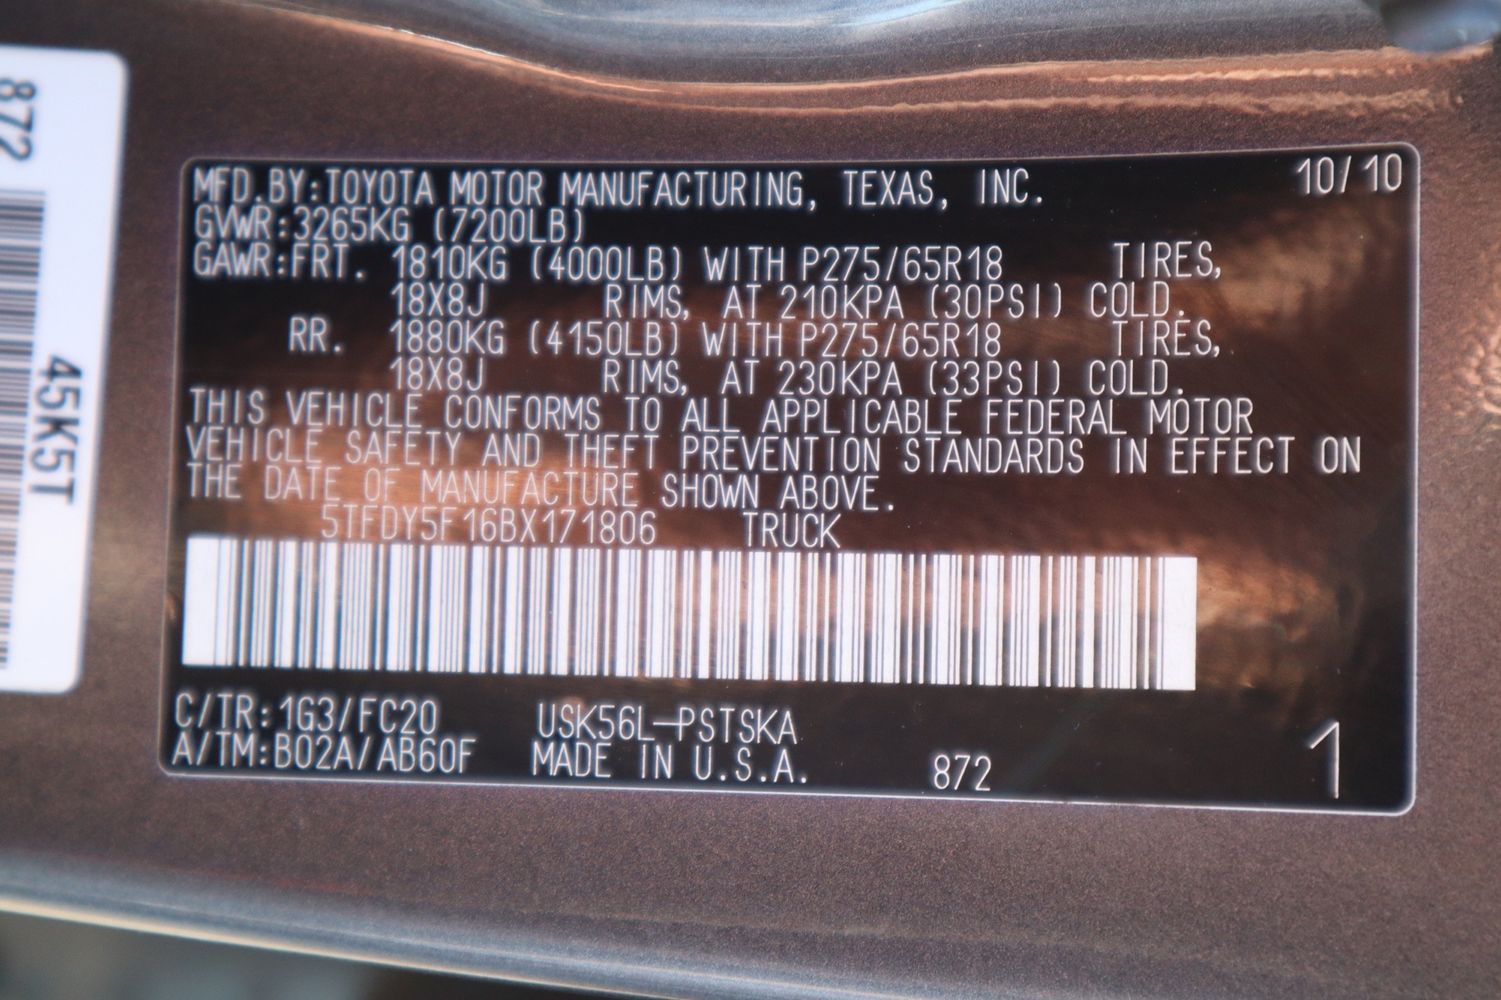 872
45K5T
MFD.BY:TOYOTA MOTOR MANUFACTURING, TEXAS, INC. 10/10
GVWR:3265KG (7200LB)
GAWR:FRT. 1810KG (4000LB) WITH P275/65R18 TIRES,
18X8J RIMS, AT 210KPA (30PSI) COLD.
RR. 1880KG (4150LB) WITH P275/65R18 TIRES,
18X8J RIMS, AT 230KPA (33PSI) COLD.
THIS VEHICLE CONFORMS TO ALL APPLICABLE FEDERAL MOTOR
VEHICLE SAFETY AND THEFT PREVENTION STANDARDS IN EFFECT ON
THE DATE OF MANUFACTURE SHOWN ABOVE.
5TFDY5F16BX171806 TRUCK
C/TR:1G3/FC20 USK56L-PSTSKA
A/TM:B02A/AB60F MADE IN U.S.A. 872 1